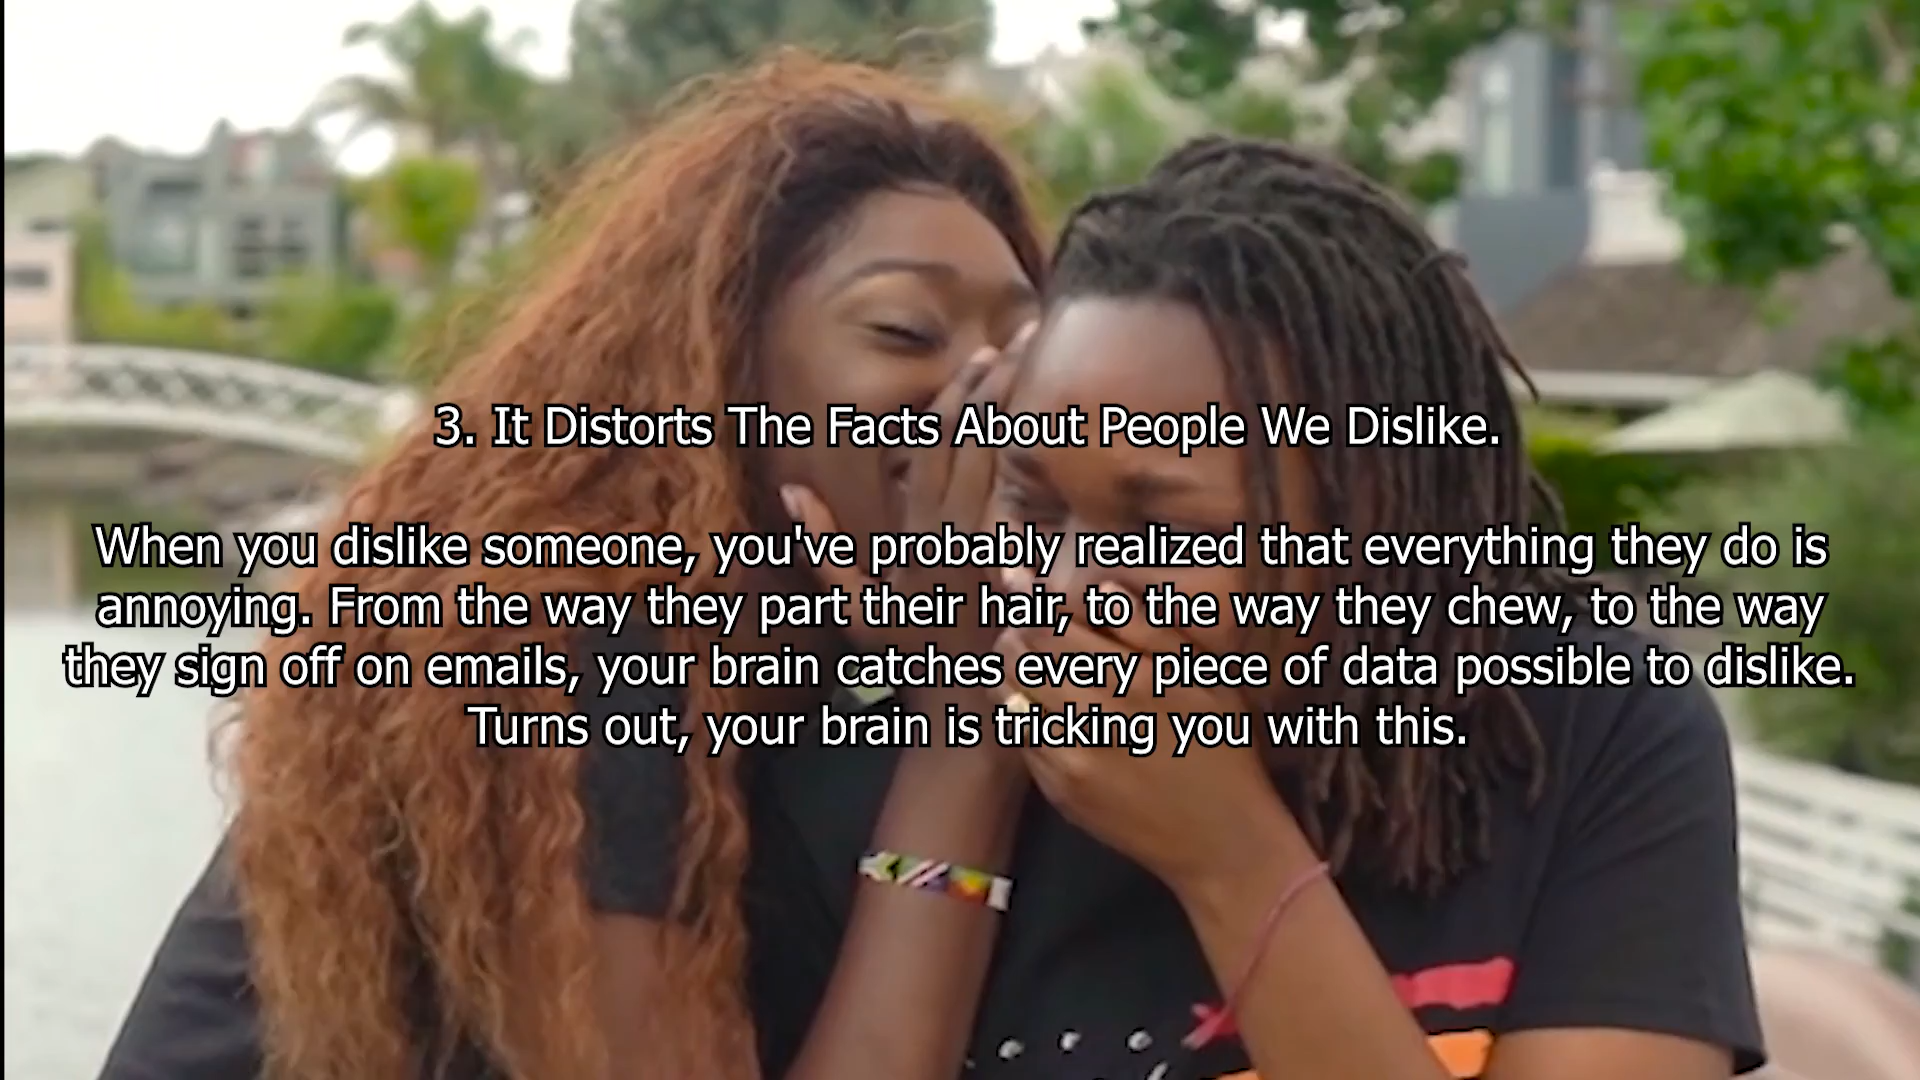 3. It Distorts The Facts About People We Dislike.
When you dislike someone, you've probably realized that everything they do is
annoying. From the way they part their hair, to the way they chew, to the way
they sign off on emails, your brain catches every piece of data possible to dislike.
Turns out, your brain is tricking you with this.